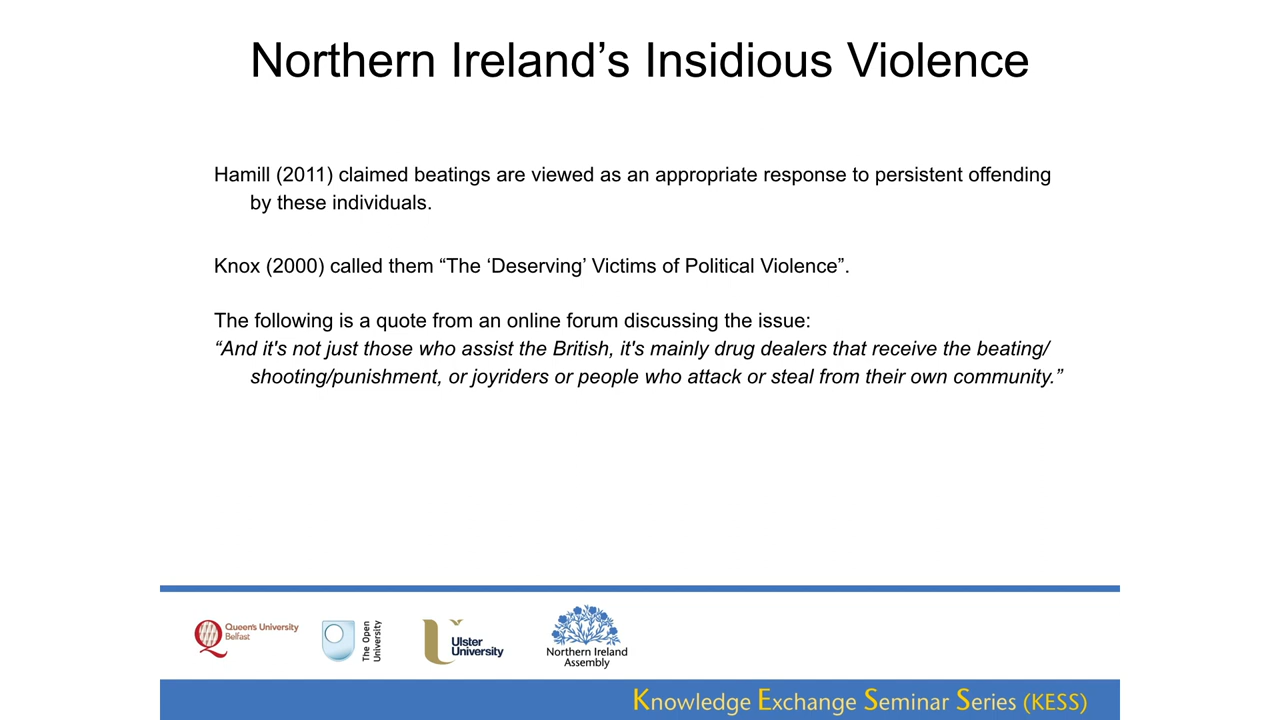 Northern Ireland’s Insidious Violence
Hamill (2011) claimed beatings are viewed as an appropriate response to persistent offending
by these individuals.
Knox (2000) called them “The ‘Deserving’ Victims of Political Violence”.
The following is a quote from an online forum discussing the issue:
“And it's not just those who assist the British, it's mainly drug dealers that receive the beating/
shooting/punishment, or joyriders or people who attack or steal from their own community.”
Queen's University
Belfast
The Open
University
Ulster
University
Northern Ireland
Assembly
Knowledge Exchange Seminar Series (KESS)